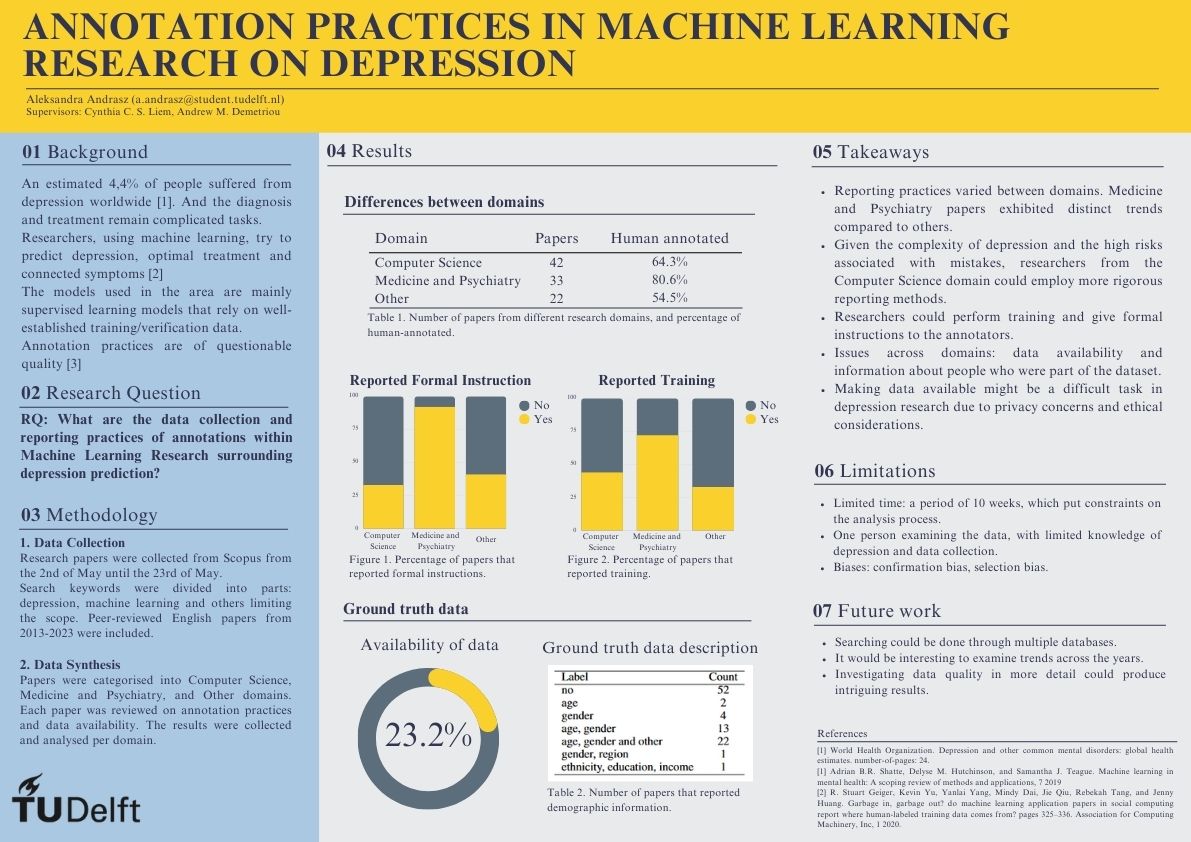 ANNOTATION PRACTICES IN MACHINE LEARNING
RESEARCH ON DEPRESSION
Aleksandra Andrasz (a.andrasz@student.tudelft.nl)
Supervisors: Cynthia C. S. Liem, Andrew M. Demetriou
01 Background
An estimated 4,4% of people suffered from
depression worldwide [1]. And the diagnosis
and treatment remain complicated tasks.
Researchers, using machine learning, try to
predict depression, optimal treatment and
connected symptoms [2]
The models used in the area are mainly
supervised learning models that rely on well-
established training/verification data.
Annotation practices are of questionable
quality [3]
02 Research Question
RQ: What are the data collection and
reporting practices of annotations within
Machine Learning Research surrounding
depression prediction?
03 Methodology
1. Data Collection
Research papers were collected from Scopus from
the 2nd of May until the 23rd of May.
Search keywords were divided into parts:
depression, machine learning and others limiting
the scope. Peer-reviewed English papers from
2013-2023 were included.
2. Data Synthesis
Papers were categorised into Computer Science,
Medicine and Psychiatry, and Other domains.
Each paper was reviewed on annotation practices
and data availability. The results were collected
and analysed per domain.
TUDelft
04 Results
Differences between domains
Domain Papers Human annotated
Computer Science 42 64.3%
Medicine and Psychiatry 33 80.6%
Other 22 54.5%
Table 1. Number of papers from different research domains, and percentage of
human-annotated.
Reported Formal Instruction
100
75
50
25
0
No
Yes
Computer Science
Medicine and Psychiatry
Other
Figure 1. Percentage of papers that
reported formal instructions.
Reported Training
100
75
50
25
0
No
Yes
Computer Science
Medicine and Psychiatry
Other
Figure 2. Percentage of papers that
reported training.
Ground truth data
Availability of data
23.2%
Ground truth data description
Label Count
no 52
age 2
gender 4
age, gender 13
age, gender and other 22
gender, region 1
ethnicity, education, income 1
Table 2. Number of papers that reported
demographic information.
05 Takeaways
• Reporting practices varied between domains. Medicine
and Psychiatry papers exhibited distinct trends
compared to others.
• Given the complexity of depression and the high risks
associated with mistakes, researchers from the
Computer Science domain could employ more rigorous
reporting methods.
• Researchers could perform training and give formal
instructions to the annotators.
• Issues across domains: data availability and
information about people who were part of the dataset.
• Making data available might be a difficult task in
depression research due to privacy concerns and ethical
considerations.
06 Limitations
• Limited time: a period of 10 weeks, which put constraints on
the analysis process.
• One person examining the data, with limited knowledge of
depression and data collection.
• Biases: confirmation bias, selection bias.
07 Future work
• Searching could be done through multiple databases.
• It would be interesting to examine trends across the years.
• Investigating data quality in more detail could produce
intriguing results.
References
[1] World Health Organization. Depression and other common mental disorders: global health
estimates. number-of-pages: 24.
[1] Adrian B.R. Shatte, Delyse M. Hutchinson, and Samantha J. Teague. Machine learning in
mental health: A scoping review of methods and applications, 7 2019
[2] R. Stuart Geiger, Kevin Yu, Yanlai Yang, Mindy Dai, Jie Qiu, Rebekah Tang, and Jenny
Huang. Garbage in, garbage out? do machine learning application papers in social computing
report where human-labeled training data comes from? pages 325–336. Association for Computing
Machinery, Inc, 1 2020.